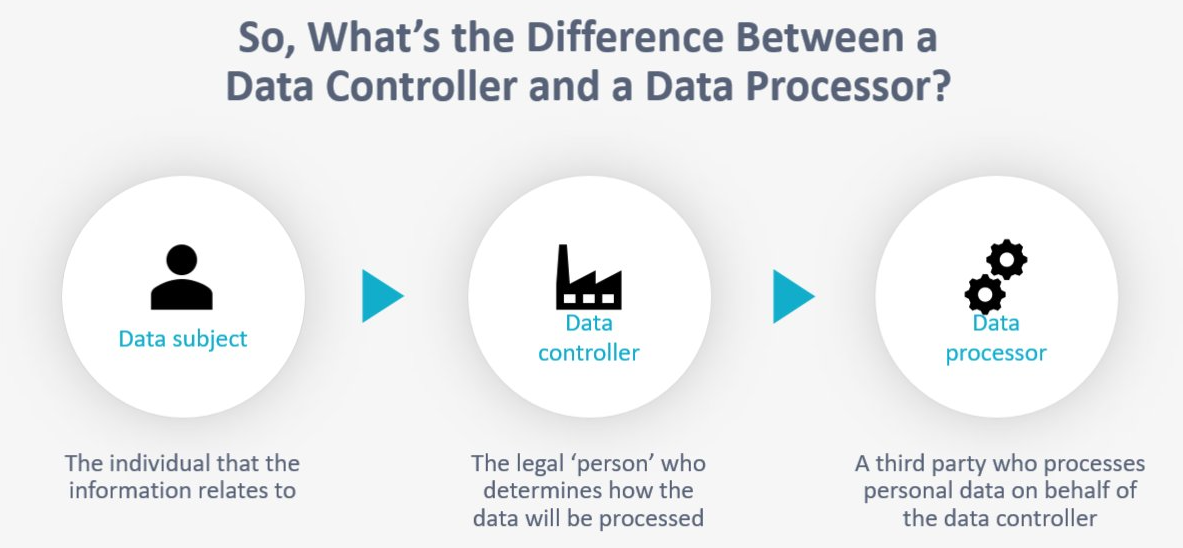 So, What's the Difference Between a
Data Controller and a Data Processor?
Data subject
The individual that the
information relates to
Data
controller
The legal ‘person’ who
determines how the
data will be processed
Data
processor
A third party who processes
personal data on behalf of
the data controller